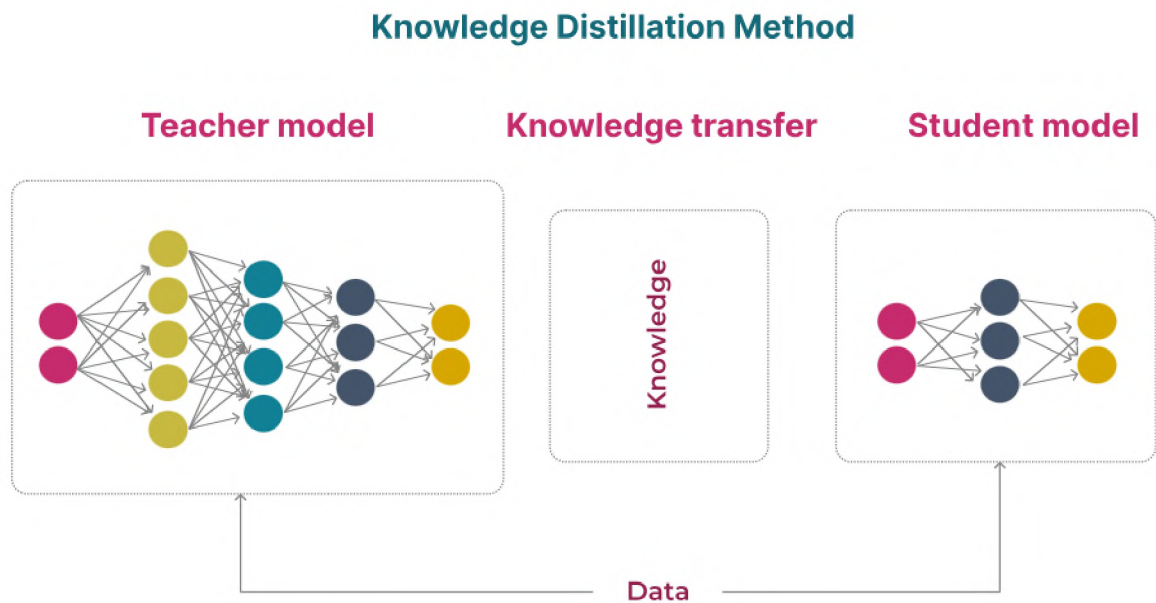 Knowledge Distillation Method
Teacher model
Knowledge transfer
Student model
Knowledge
Data